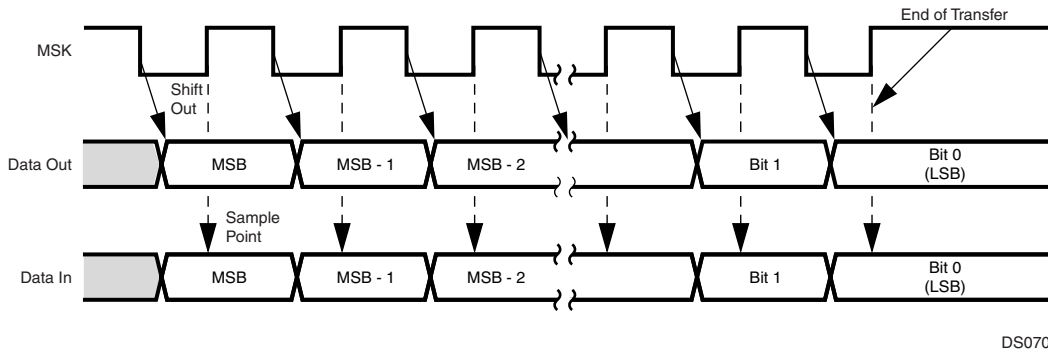 End of Transfer
MSK
Shift
Out
Data Out
MSB
MSB - 1
MSB - 2
Bit 1
Bit 0
(LSB)
Sample
Point
Data In
MSB
MSB - 1
MSB - 2
Bit 1
Bit 0
(LSB)
DS070